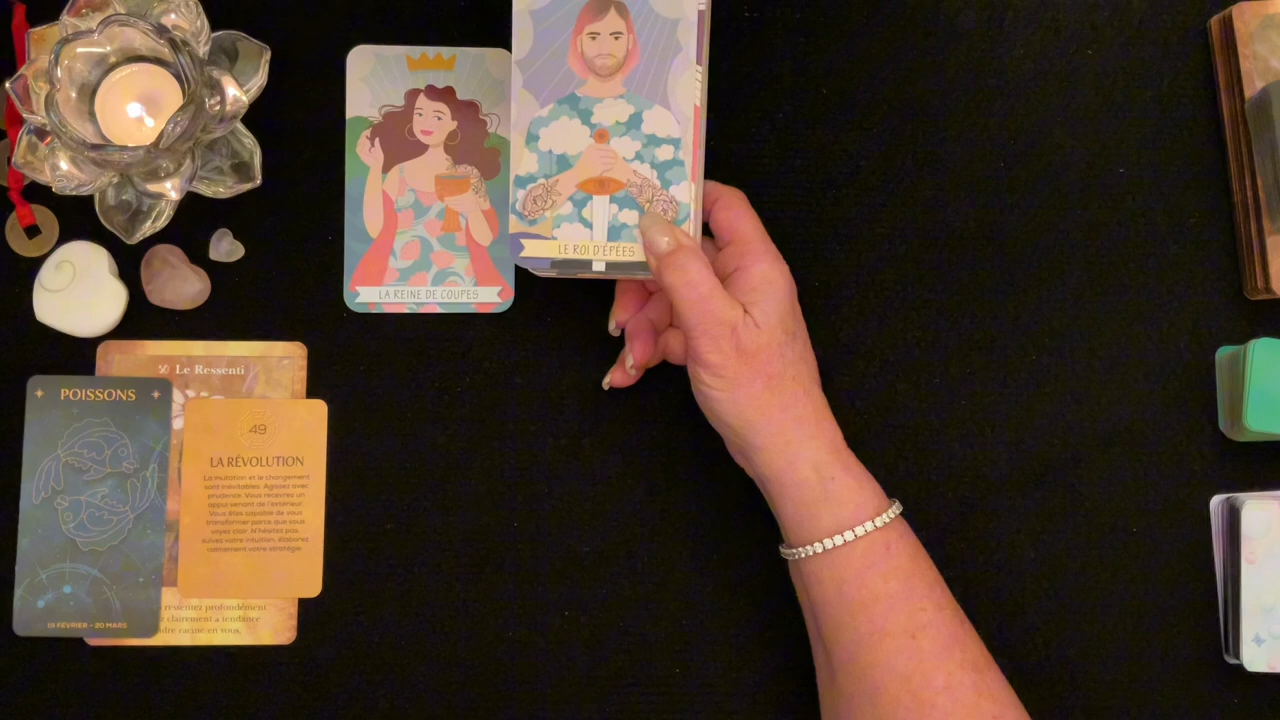 LA REINE DE COUPES
LE ROI D'ÉPÉES
Le Ressenti
POISSONS
19 FÉVRIER - 20 MARS
49
LA RÉVOLUTION
La mutation et le changement
sont inévitables. Agissez avec
prudence. Vous recevrez un
appui venant de l'extérieur.
Vous êtes capable de vous
transformer parce que vous
voyez clair. N'hésitez pas,
suivez votre intuition, élaborez
calmement votre stratégie.
ressentez profondément
clairement a tendance
racine en vous,